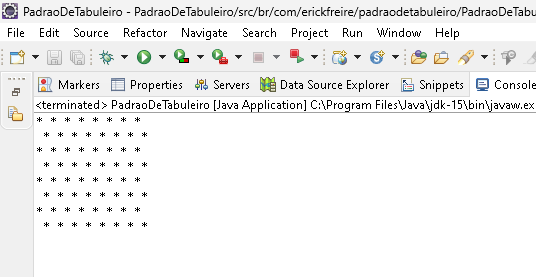 PadraoDeTabuleiro - PadraoDeTabuleiro/src/br/com/erickfreire/padraodetabuleiro/PadraoDeTabu
File Edit Source Refactor Navigate Search Project Run Window Help
Markers Properties Servers Data Source Explorer Snippets Console
<terminated> PadraoDeTabuleiro [Java Application] C:\Program Files\Java\jdk-15\bin\javaw.ex
* * * * * * * *
 * * * * * * * *
* * * * * * * *
 * * * * * * * *
* * * * * * * *
 * * * * * * * *
* * * * * * * *
 * * * * * * * *